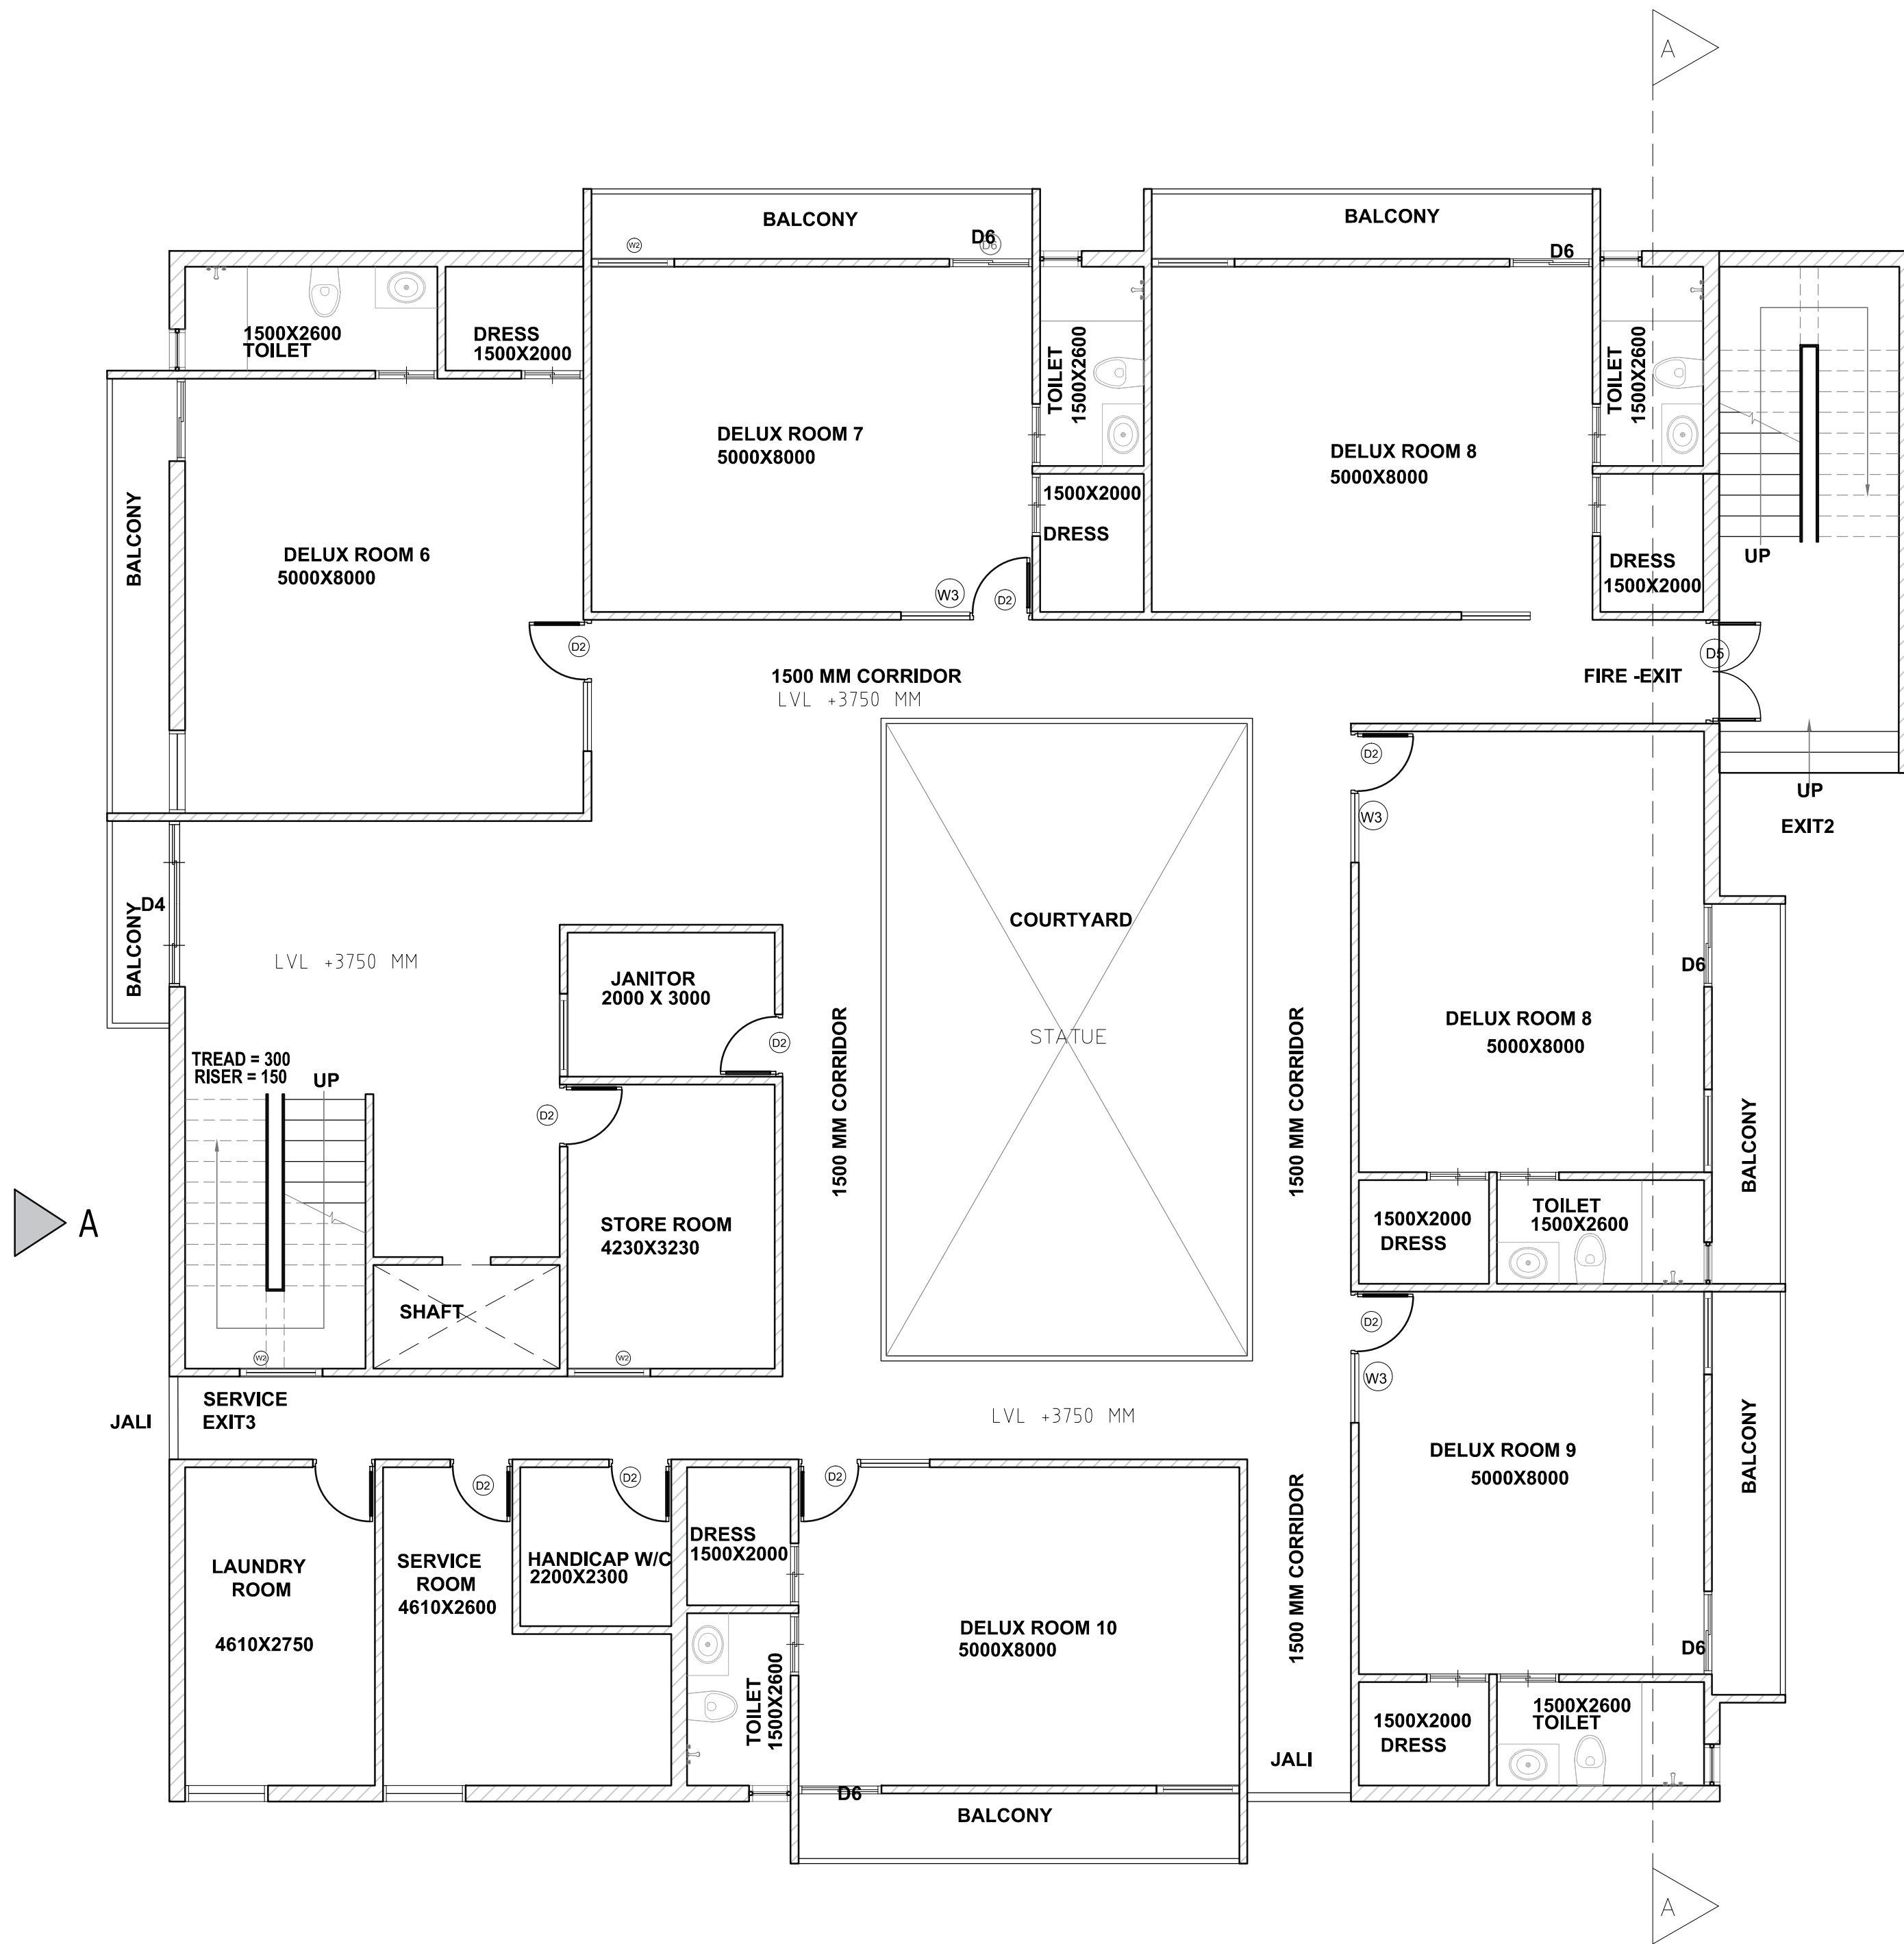 A
BALCONY
BALCONY
W2
D6
D6
D6
1500X2600
TOILET
DRESS
1500X2000
TOILET
1500X2600
TOILET
1500X2600
DELUX ROOM 7
5000X8000
DELUX ROOM 8
5000X8000
BALCONY
1500X2000
DRESS
DELUX ROOM 6
5000X8000
DRESS
1500X2000
UP
W3
D2
D2
D5
1500 MM CORRIDOR
LVL +3750 MM
FIRE -EXIT
D2
UP
W3
EXIT2
BALCONY
D4
COURTYARD
LVL +3750 MM
JANITOR
2000 X 3000
D6
DELUX ROOM 8
5000X8000
STATUE
D2
1500 MM CORRIDOR
1500 MM CORRIDOR
TREAD = 300
RISER = 150
UP
D2
BALCONY
A
STORE ROOM
4230X3230
1500X2000
DRESS
TOILET
1500X2600
SHAFT
D2
W2
W2
W3
SERVICE
EXIT3
JALI
LVL +3750 MM
DELUX ROOM 9
5000X8000
BALCONY
D2
D2
D2
1500 MM CORRIDOR
LAUNDRY
ROOM
4610X2750
SERVICE
ROOM
4610X2600
HANDICAP W/C
2200X2300
DRESS
1500X2000
DELUX ROOM 10
5000X8000
D6
TOILET
1500X2600
1500X2000
DRESS
1500X2600
TOILET
JALI
D6
BALCONY
A